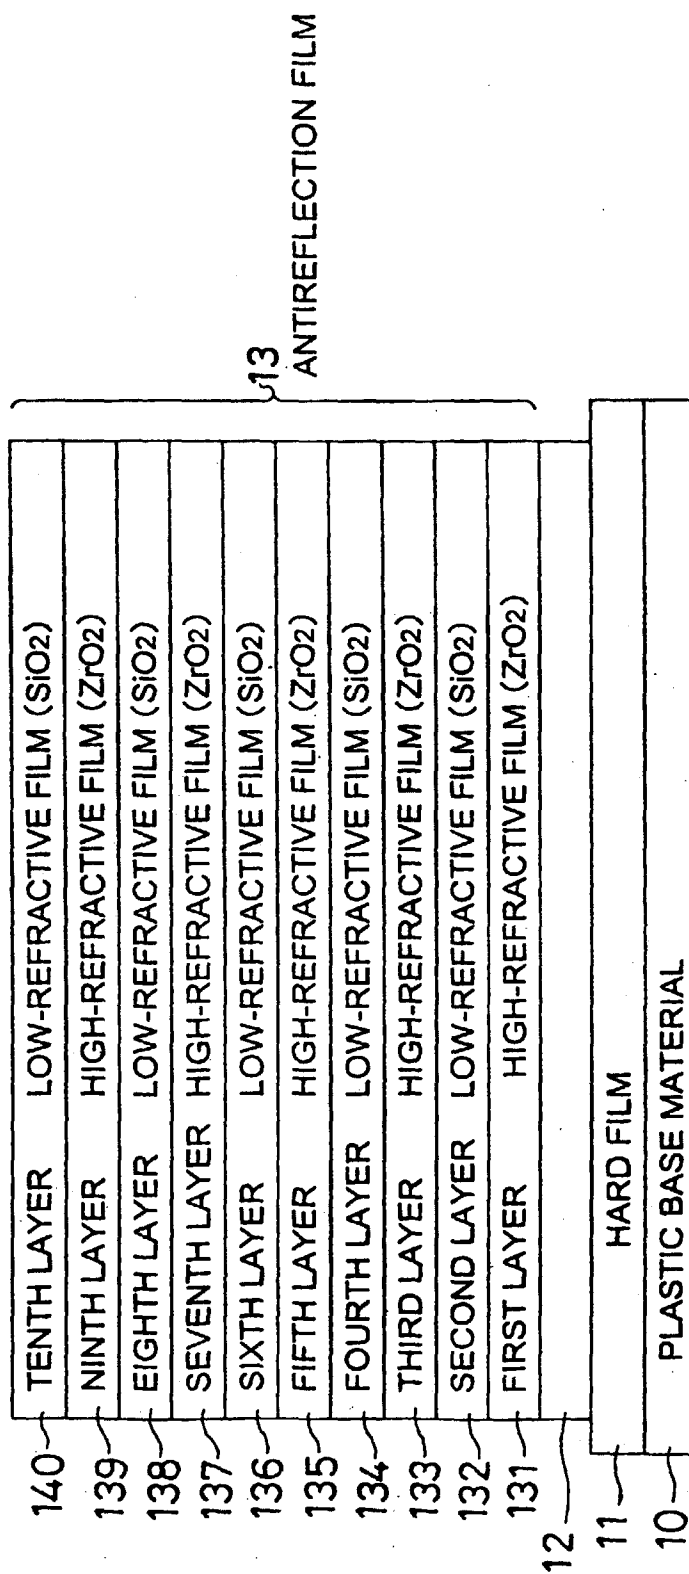 140 TENTH LAYER LOW-REFRACTIVE FILM (SiO2)
139 NINTH LAYER HIGH-REFRACTIVE FILM (ZrO2)
138 EIGHTH LAYER LOW-REFRACTIVE FILM (SiO2)
137 SEVENTH LAYER HIGH-REFRACTIVE FILM (ZrO2)
136 SIXTH LAYER LOW-REFRACTIVE FILM (SiO2)
135 FIFTH LAYER HIGH-REFRACTIVE FILM (ZrO2)
134 FOURTH LAYER LOW-REFRACTIVE FILM (SiO2)
133 THIRD LAYER HIGH-REFRACTIVE FILM (ZrO2)
132 SECOND LAYER LOW-REFRACTIVE FILM (SiO2)
131 FIRST LAYER HIGH-REFRACTIVE FILM (ZrO2)
13
ANTIREFLECTION FILM
12
11 HARD FILM
10 PLASTIC BASE MATERIAL